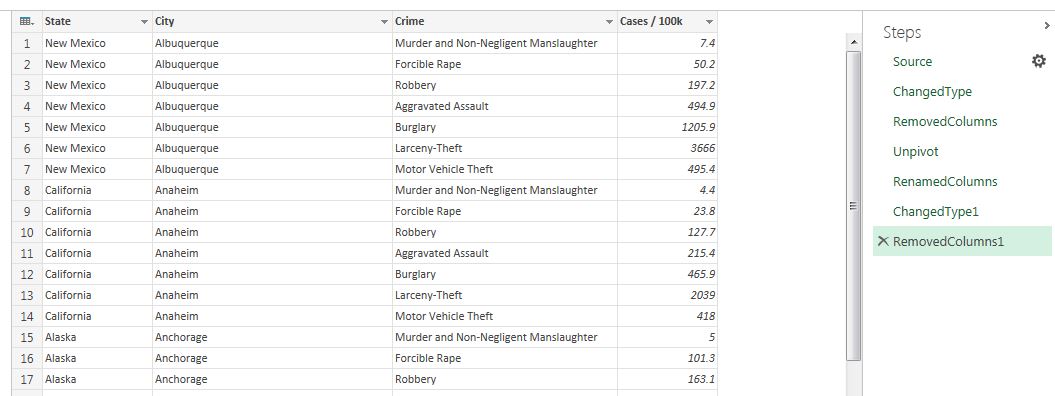 State City Crime Cases / 100k
1 New Mexico Albuquerque Murder and Non-Negligent Manslaughter 7.4
2 New Mexico Albuquerque Forcible Rape 50.2
3 New Mexico Albuquerque Robbery 197.2
4 New Mexico Albuquerque Aggravated Assault 494.9
5 New Mexico Albuquerque Burglary 1205.9
6 New Mexico Albuquerque Larceny-Theft 3666
7 New Mexico Albuquerque Motor Vehicle Theft 495.4
8 California Anaheim Murder and Non-Negligent Manslaughter 4.4
9 California Anaheim Forcible Rape 23.8
10 California Anaheim Robbery 127.7
11 California Anaheim Aggravated Assault 215.4
12 California Anaheim Burglary 465.9
13 California Anaheim Larceny-Theft 2039
14 California Anaheim Motor Vehicle Theft 418
15 Alaska Anchorage Murder and Non-Negligent Manslaughter 5
16 Alaska Anchorage Forcible Rape 101.3
17 Alaska Anchorage Robbery 163.1
Steps
Source
ChangedType
RemovedColumns
Unpivot
RenamedColumns
ChangedType1
RemovedColumns1